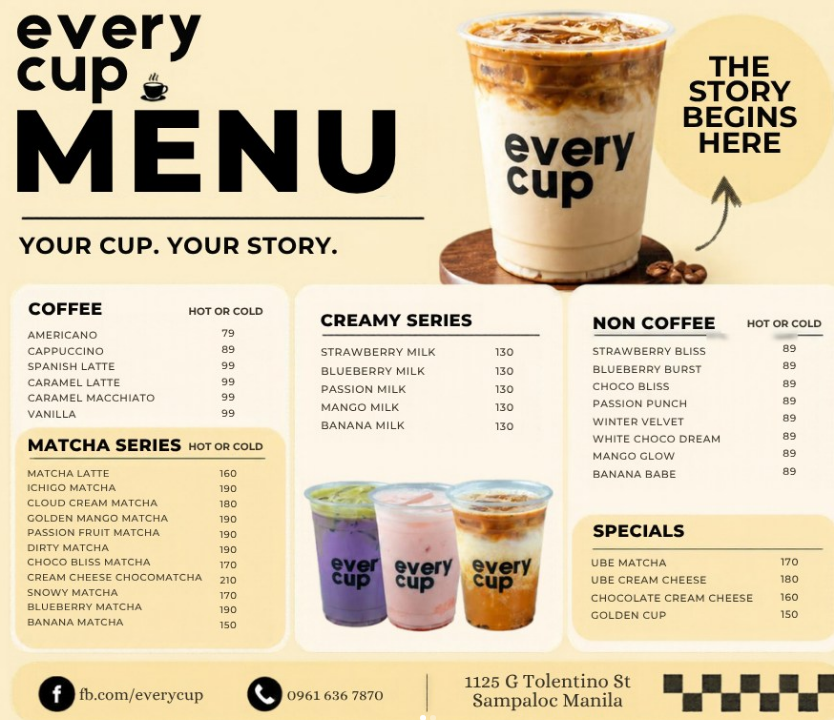 every
cup
MENU
YOUR CUP. YOUR STORY.
every
cup
THE
STORY
BEGINS
HERE
COFFEE HOT OR COLD
AMERICANO 79
CAPPUCCINO 89
SPANISH LATTE 99
CARAMEL LATTE 99
CARAMEL MACCHIATO 99
VANILLA 99
MATCHA SERIES HOT OR COLD
MATCHA LATTE 160
ICHIGO MATCHA 190
CLOUD CREAM MATCHA 180
GOLDEN MANGO MATCHA 190
PASSION FRUIT MATCHA 190
DIRTY MATCHA 190
CHOCO BLISS MATCHA 170
CREAM CHEESE CHOCOMATCHA 210
SNOWY MATCHA 170
BLUEBERRY MATCHA 190
BANANA MATCHA 150
CREAMY SERIES
STRAWBERRY MILK 130
BLUEBERRY MILK 130
PASSION MILK 130
MANGO MILK 130
BANANA MILK 130
every
cup
every
cup
every
cup
NON COFFEE HOT OR COLD
STRAWBERRY BLISS 89
BLUEBERRY BURST 89
CHOCO BLISS 89
PASSION PUNCH 89
WINTER VELVET 89
WHITE CHOCO DREAM 89
MANGO GLOW 89
BANANA BABE 89
SPECIALS
UBE MATCHA 170
UBE CREAM CHEESE 180
CHOCOLATE CREAM CHEESE 160
GOLDEN CUP 150
fb.com/everycup
0961 636 7870
1125 G Tolentino St
Sampaloc Manila